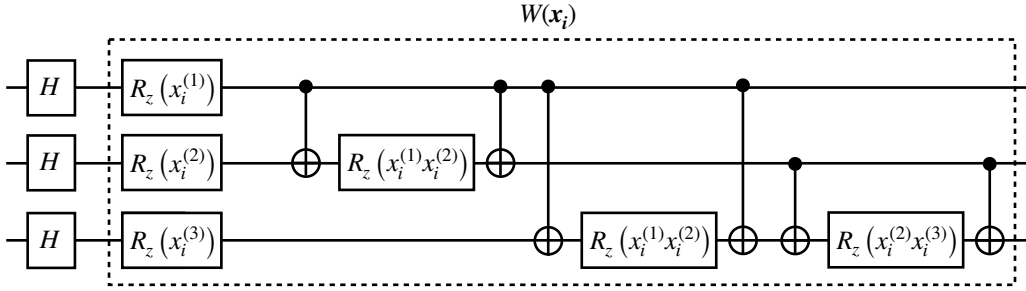 W(x_i)
H R_z (x_i^{(1)})
H R_z (x_i^{(2)}) R_z (x_i^{(1)} x_i^{(2)})
H R_z (x_i^{(3)}) R_z (x_i^{(1)} x_i^{(2)}) R_z (x_i^{(2)} x_i^{(3)})